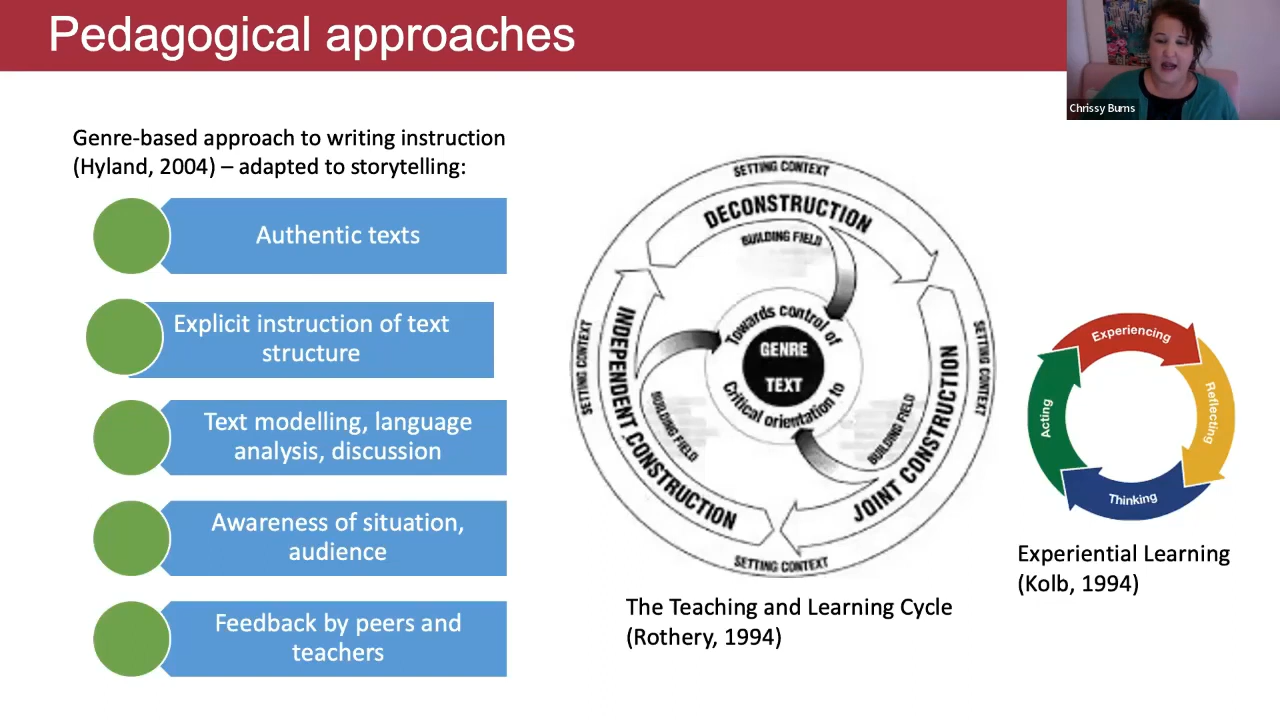 Pedagogical approaches
Chrissy Burns
Genre-based approach to writing instruction
(Hyland, 2004) – adapted to storytelling:
Authentic texts
Explicit instruction of text
structure
Text modelling, language
analysis, discussion
Awareness of situation,
audience
Feedback by peers and
teachers
SETTING CONTEXT
DECONSTRUCTION
BUILDING FIELD
SETTING CONTEXT
JOINT CONSTRUCTION
BUILDING FIELD
SETTING CONTEXT
INDEPENDENT CONSTRUCTION
BUILDING FIELD
SETTING CONTEXT
Towards control of
GENRE
TEXT
Critical orientation to
The Teaching and Learning Cycle
(Rothery, 1994)
Experiencing
Reflecting
Thinking
Acting
Experiential Learning
(Kolb, 1994)